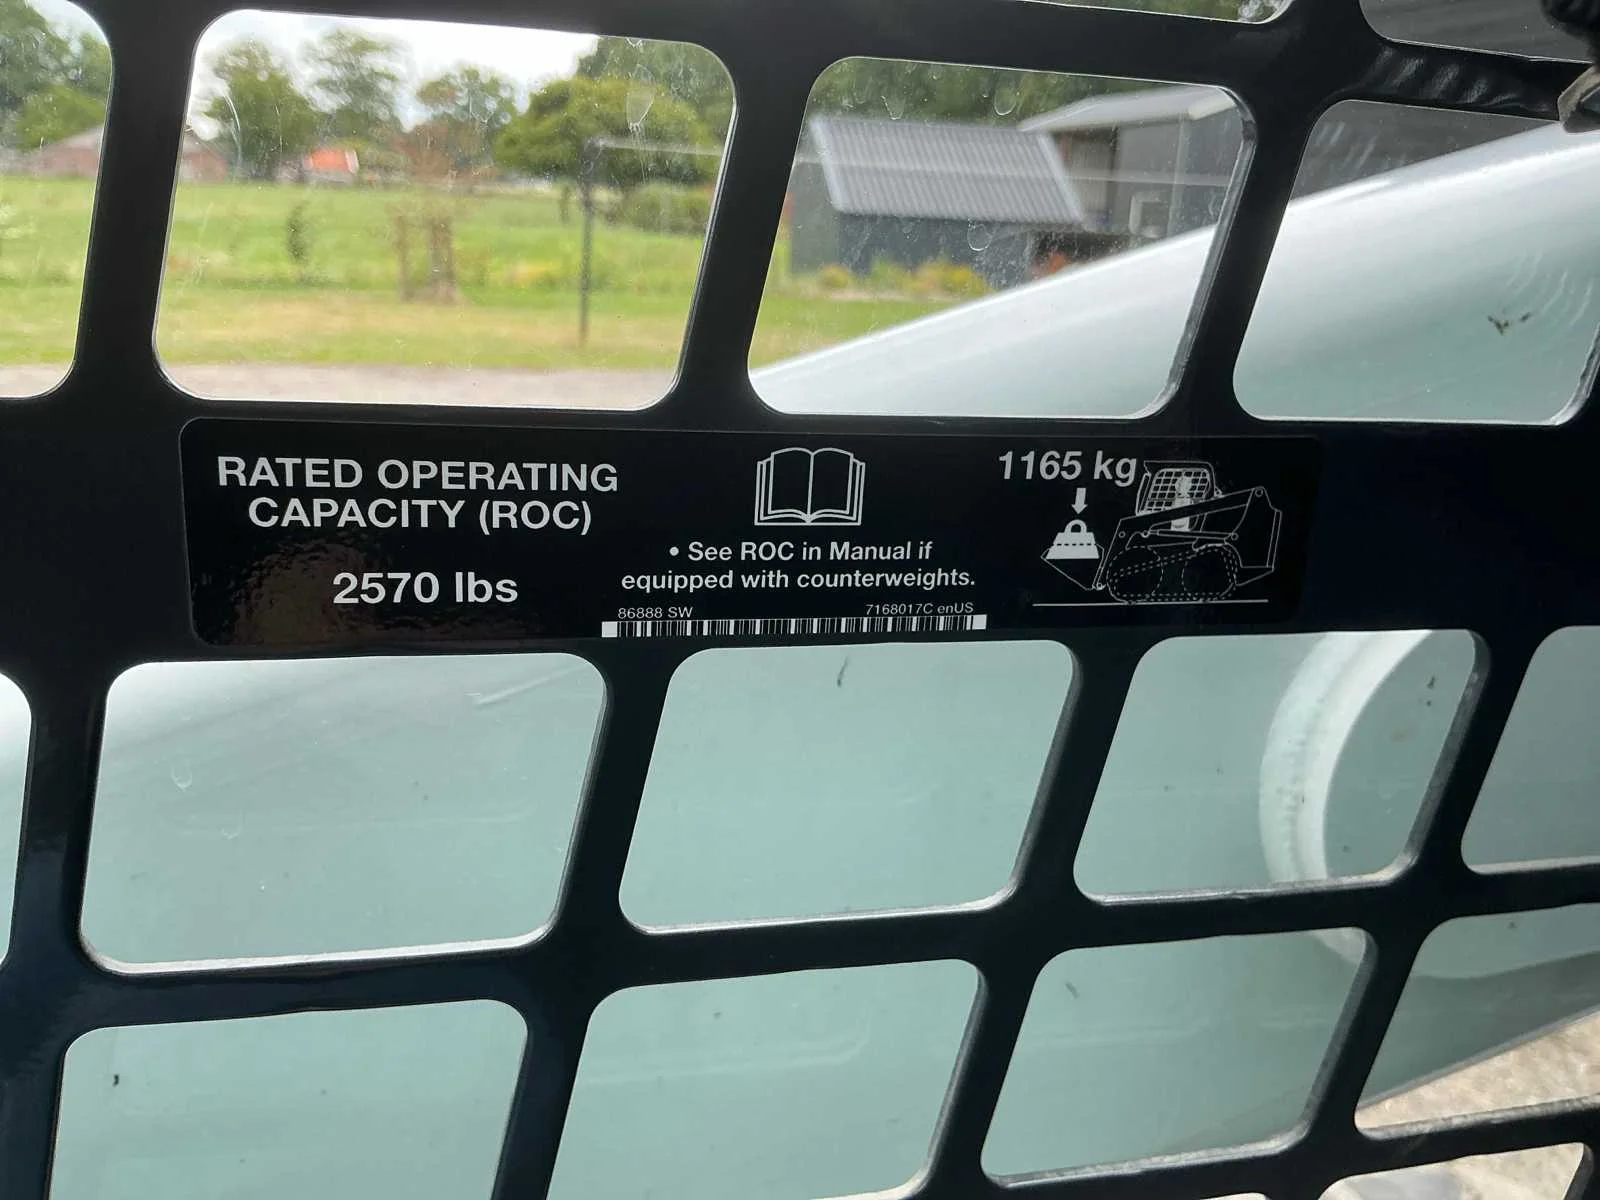 RATED OPERATING
CAPACITY (ROC)
2570 lbs
• See ROC in Manual if
equipped with counterweights.
86888 SW 7168017C enUS
1165 kg